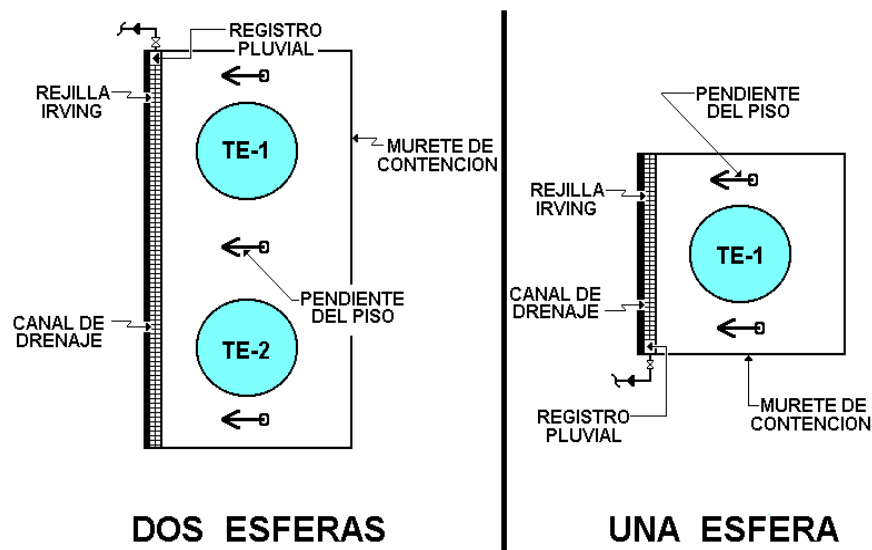 REGISTRO
PLUVIAL
REJILLA
IRVING
TE-1
MURETE DE
CONTENCION
PENDIENTE
DEL PISO
CANAL DE
DRENAJE
TE-2
DOS ESFERAS
PENDIENTE
DEL PISO
REJILLA
IRVING
TE-1
CANAL DE
DRENAJE
REGISTRO
PLUVIAL
MURETE DE
CONTENCION
UNA ESFERA